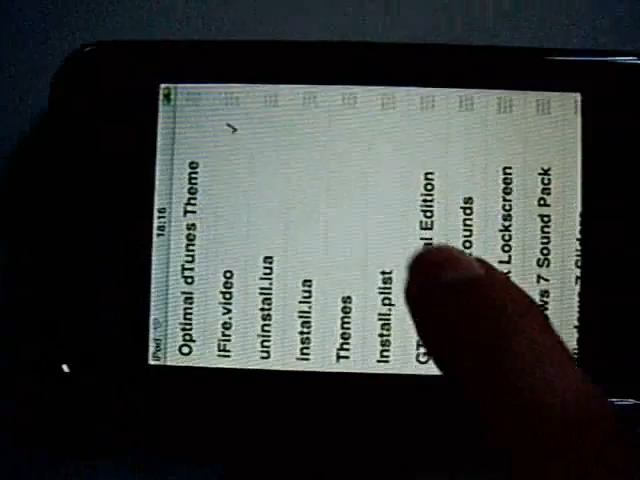 iPod 18:16
Optimal dTunes Theme
iFire.video
uninstall.lua
install.lua
Themes
Install.plist
Edition
Lockscreen
7 Sound Pack